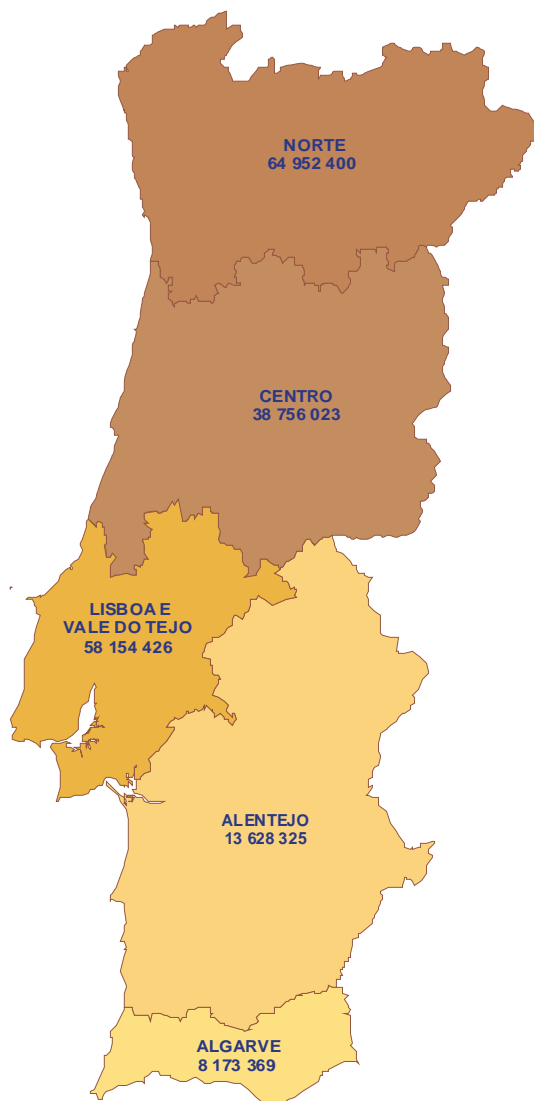 NORTE
64 952 400
CENTRO
38 756 023
LISBOA E
VALE DO TEJO
58 154 426
ALENTEJO
13 628 325
ALGARVE
8 173 369